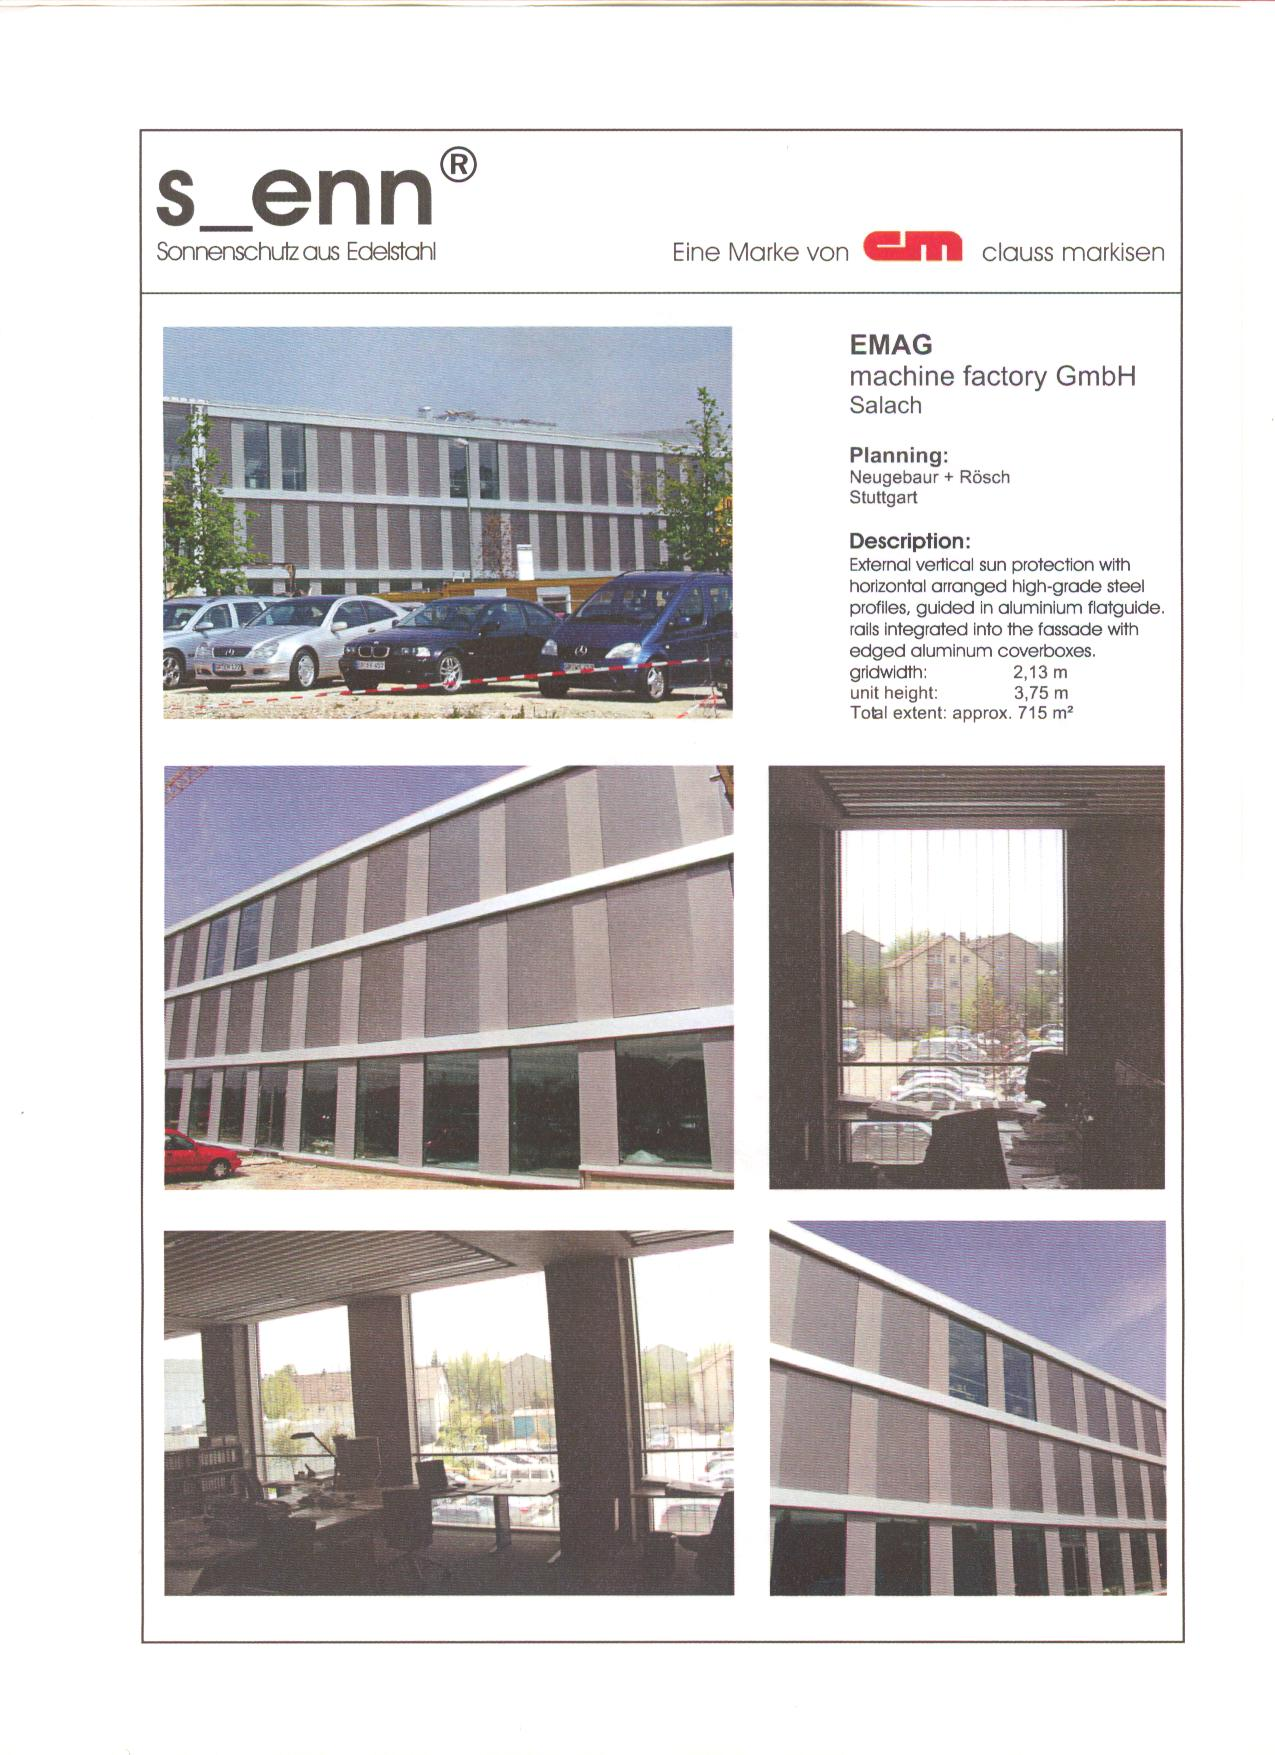 s_enn®
Sonnenschutz aus Edelstahl
Eine Marke von cm clauss markisen
EMAG
machine factory GmbH
Salach
Planning:
Neugebaur + Rösch
Stuttgart
Description:
External vertical sun protection with
horizontal arranged high-grade steel
profiles, guided in aluminium flatguide.
rails integrated into the fassade with
edged aluminum coverboxes.
gridwidth: 2,13 m
unit height: 3,75 m
Total extent: approx. 715 m²